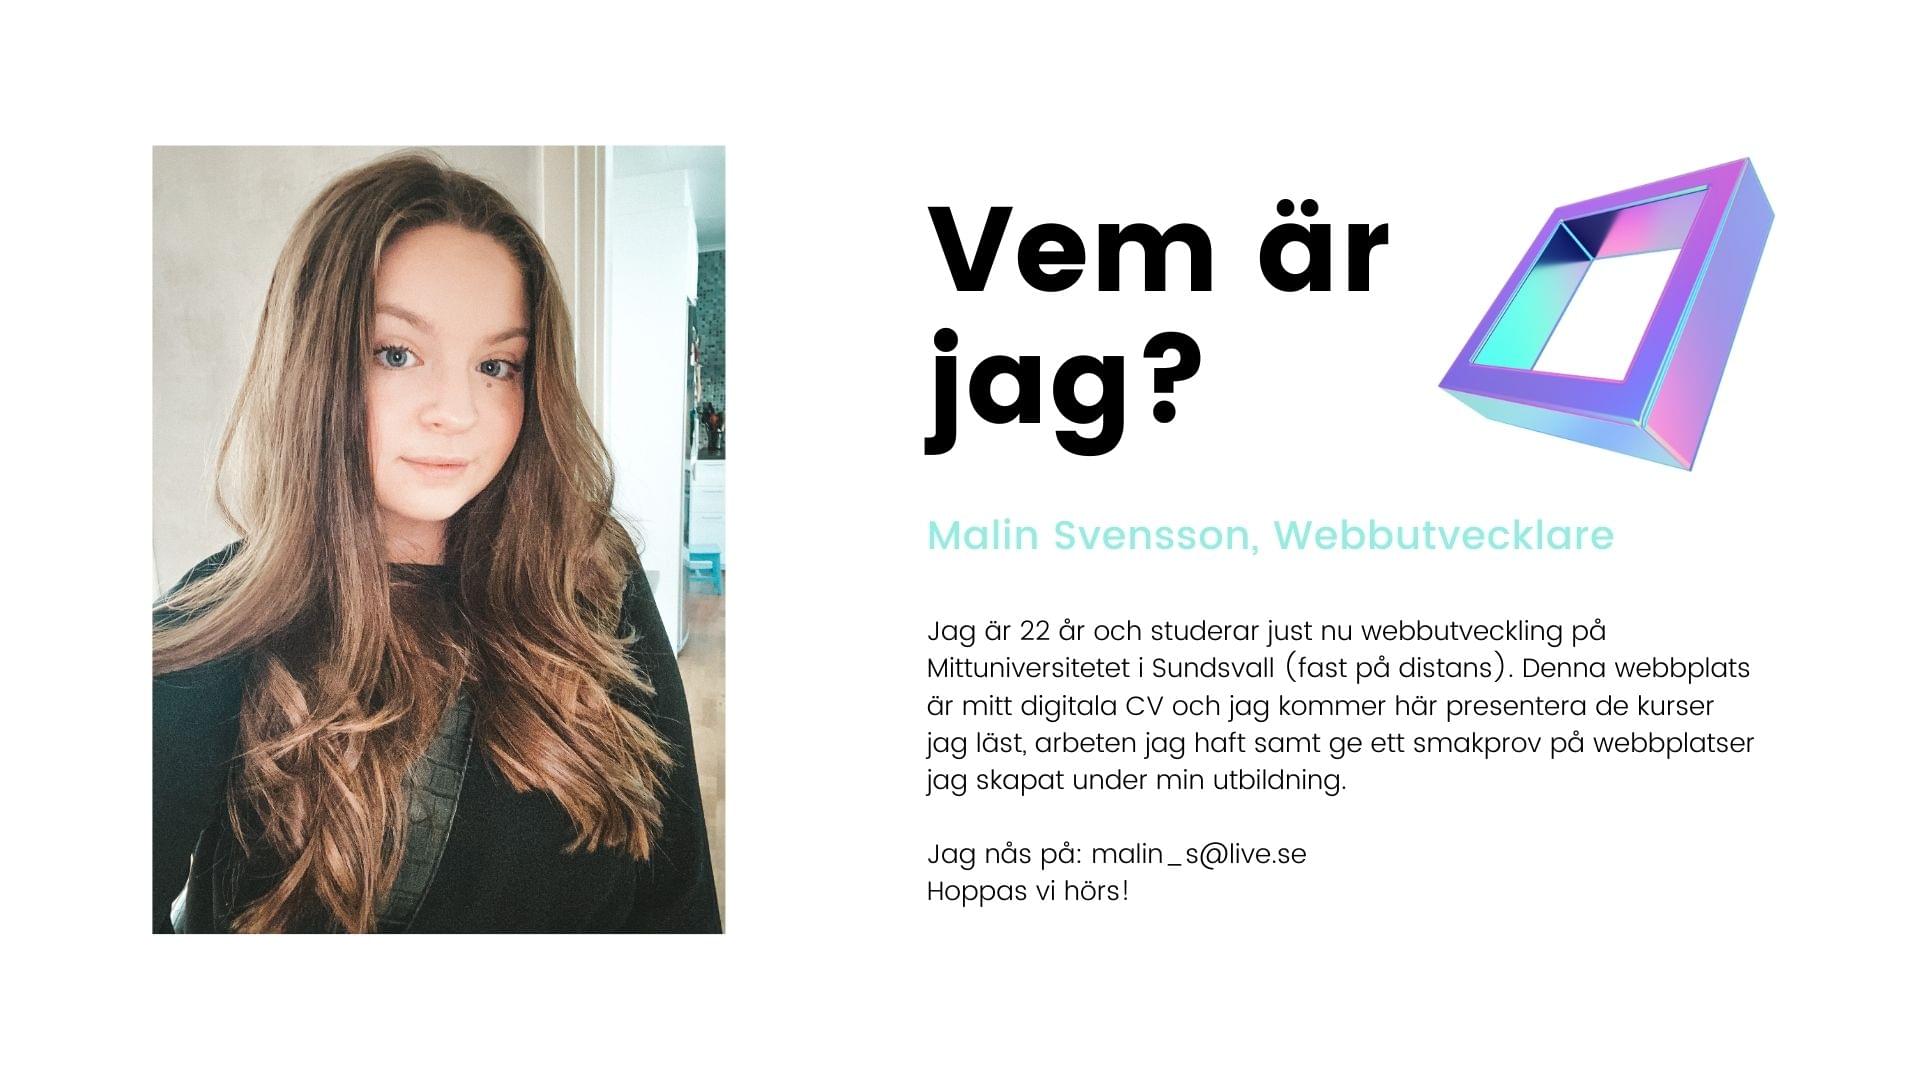 Vem är
jag?
Malin Svensson, Webbutvecklare
Jag är 22 år och studerar just nu webbutveckling på
Mittuniversitetet i Sundsvall (fast på distans). Denna webbplats
är mitt digitala CV och jag kommer här presentera de kurser
jag läst, arbeten jag haft samt ge ett smakprov på webbplatser
jag skapat under min utbildning.
Jag nås på: malin_s@live.se
Hoppas vi hörs!